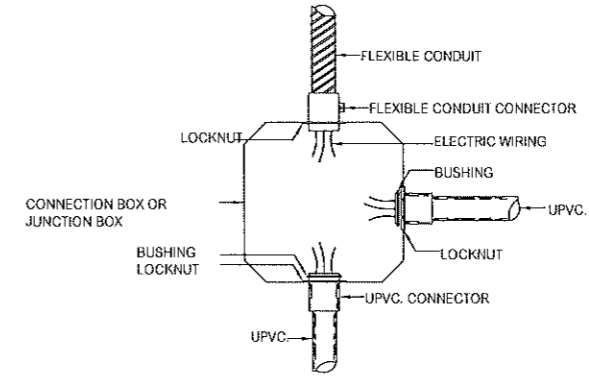 FLEXIBLE CONDUIT
FLEXIBLE CONDUIT CONNECTOR
LOCKNUT
ELECTRIC WIRING
BUSHING
CONNECTION BOX OR
JUNCTION BOX
UPVC.
LOCKNUT
BUSHING
LOCKNUT
UPVC. CONNECTOR
UPVC.